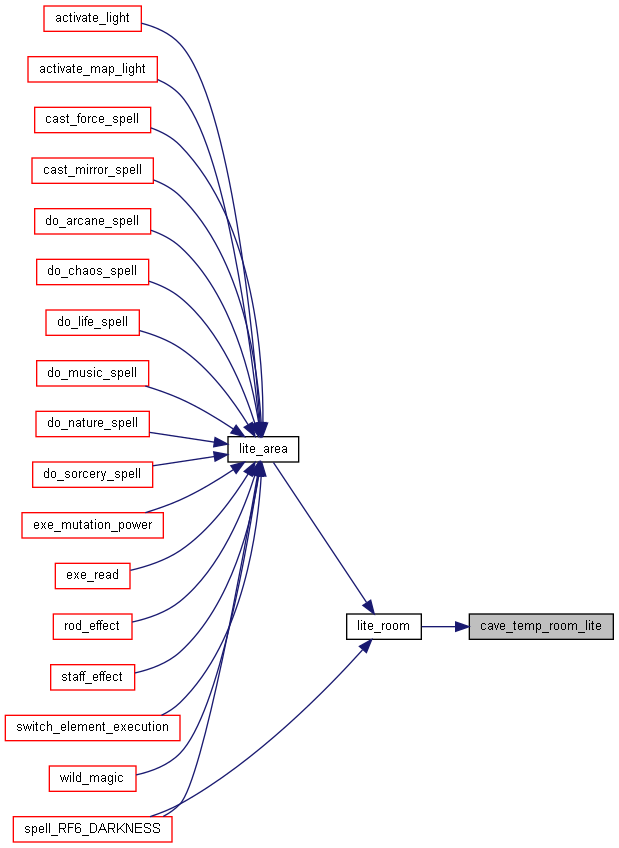 activate_light
activate_map_light
cast_force_spell
cast_mirror_spell
do_arcane_spell
do_chaos_spell
do_life_spell
do_music_spell
do_nature_spell
lite_area
do_sorcery_spell
exe_mutation_power
exe_read
rod_effect
lite_room
cave_temp_room_lite
staff_effect
switch_element_execution
wild_magic
spell_RF6_DARKNESS